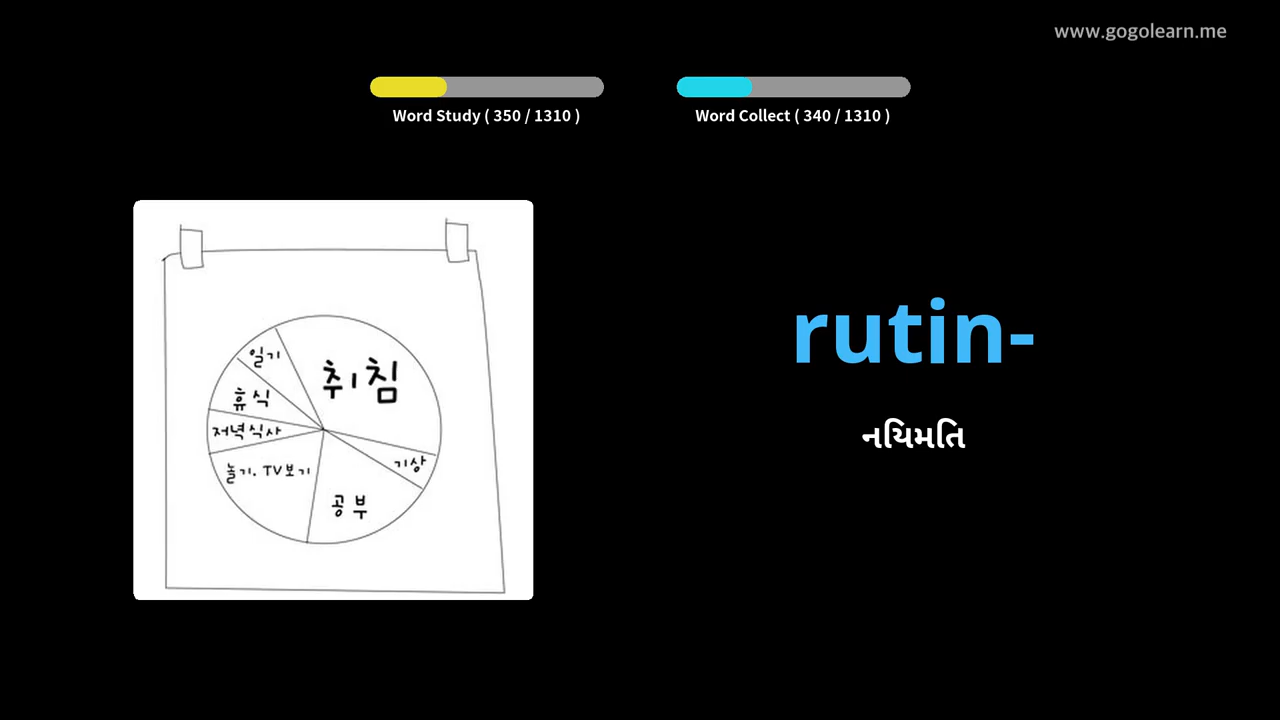 www.gogolearn.me
Word Study ( 350 / 1310 )
Word Collect ( 340 / 1310 )
일기
취침
휴식
저녁식사
놀기. TV보기
기상
공부
rutin-
નિયમતિ